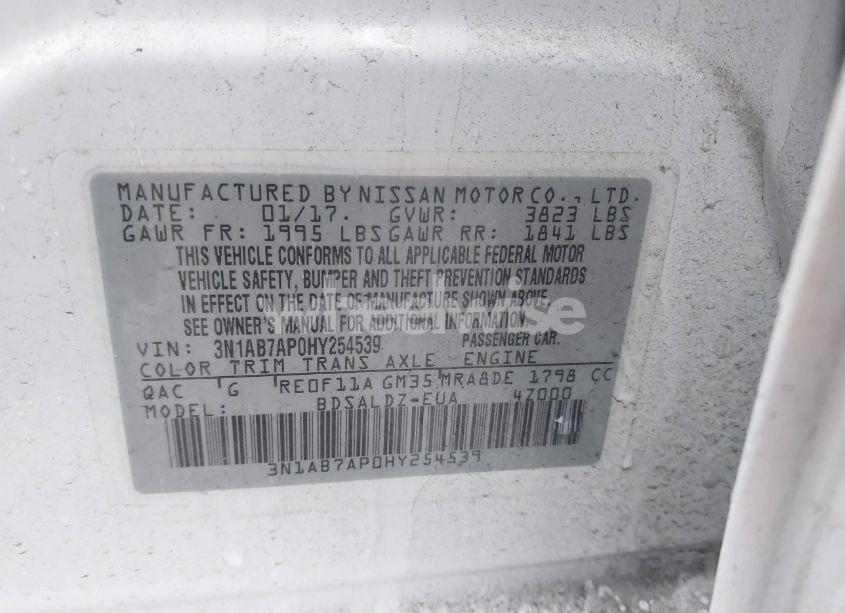 MANUFACTURED BY NISSAN MOTOR CO., LTD.
DATE: 01/17. GVWR: 3823 LBS
GAWR FR: 1995 LBS GAWR RR: 1841 LBS
THIS VEHICLE CONFORMS TO ALL APPLICABLE FEDERAL MOTOR
VEHICLE SAFETY, BUMPER AND THEFT PREVENTION STANDARDS
IN EFFECT ON THE DATE OF MANUFACTURE SHOWN ABOVE.
SEE OWNER'S MANUAL FOR ADDITIONAL INFORMATION.
VIN: 3N1AB7AP0HY254539 PASSENGER CAR.
COLOR TRIM TRANS AXLE ENGINE
QAC G RE0F11A GM35 MRA8DE 1798 CC
MODEL: BDSALDZ-EUA 4Z000
3N1AB7AP0HY254539